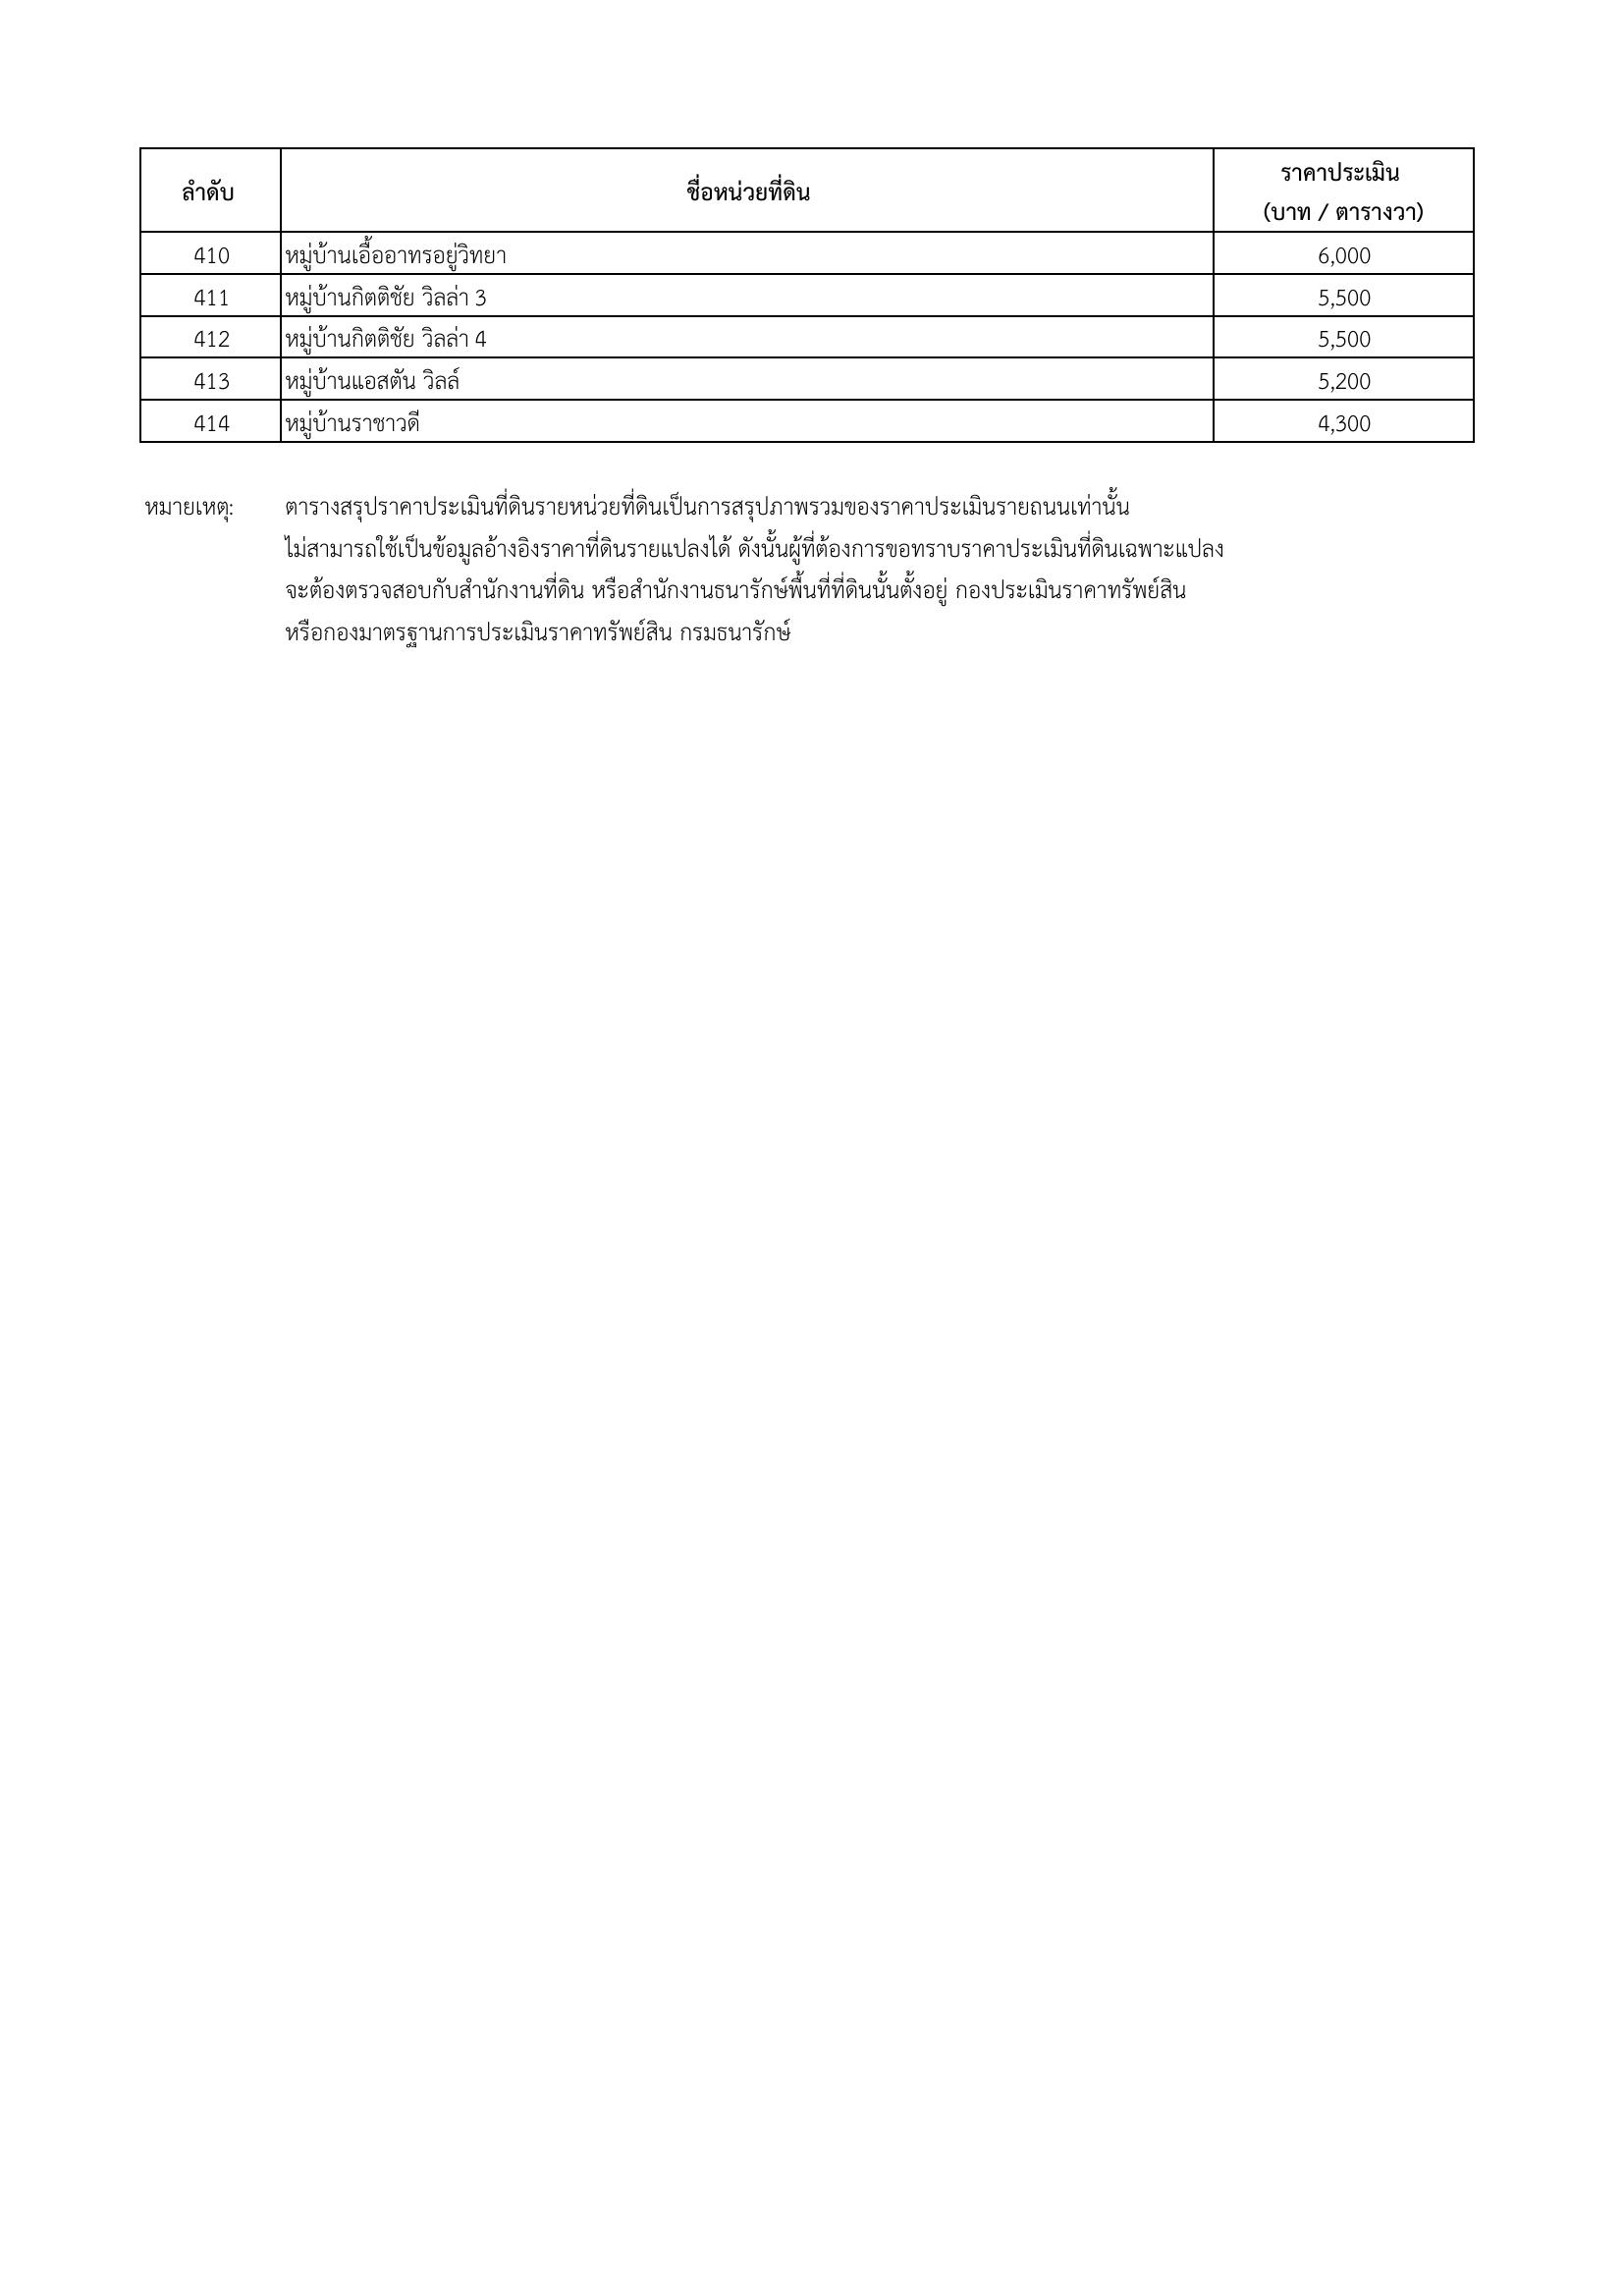 ลำดับ ชื่อหน่วยที่ดิน ราคาประเมิน
(บาท / ตารางวา)
410 หมู่บ้านเอื้ออาทรอยู่วิทยา 6,000
411 หมู่บ้านกิตติชัย วิลล่า 3 5,500
412 หมู่บ้านกิตติชัย วิลล่า 4 5,500
413 หมู่บ้านแอสตัน วิลล์ 5,200
414 หมู่บ้านราชาวดี 4,300
หมายเหตุ: ตารางสรุปราคาประเมินที่ดินรายหน่วยที่ดินเป็นการสรุปภาพรวมของราคาประเมินรายถนนเท่านั้น
ไม่สามารถใช้เป็นข้อมูลอ้างอิงราคาที่ดินรายแปลงได้ ดังนั้นผู้ที่ต้องการขอทราบราคาประเมินที่ดินเฉพาะแปลง
จะต้องตรวจสอบกับสำนักงานที่ดิน หรือสำนักงานธนารักษ์พื้นที่ที่ดินนั้นตั้งอยู่ กองประเมินราคาทรัพย์สิน
หรือกองมาตรฐานการประเมินราคาทรัพย์สิน กรมธนารักษ์